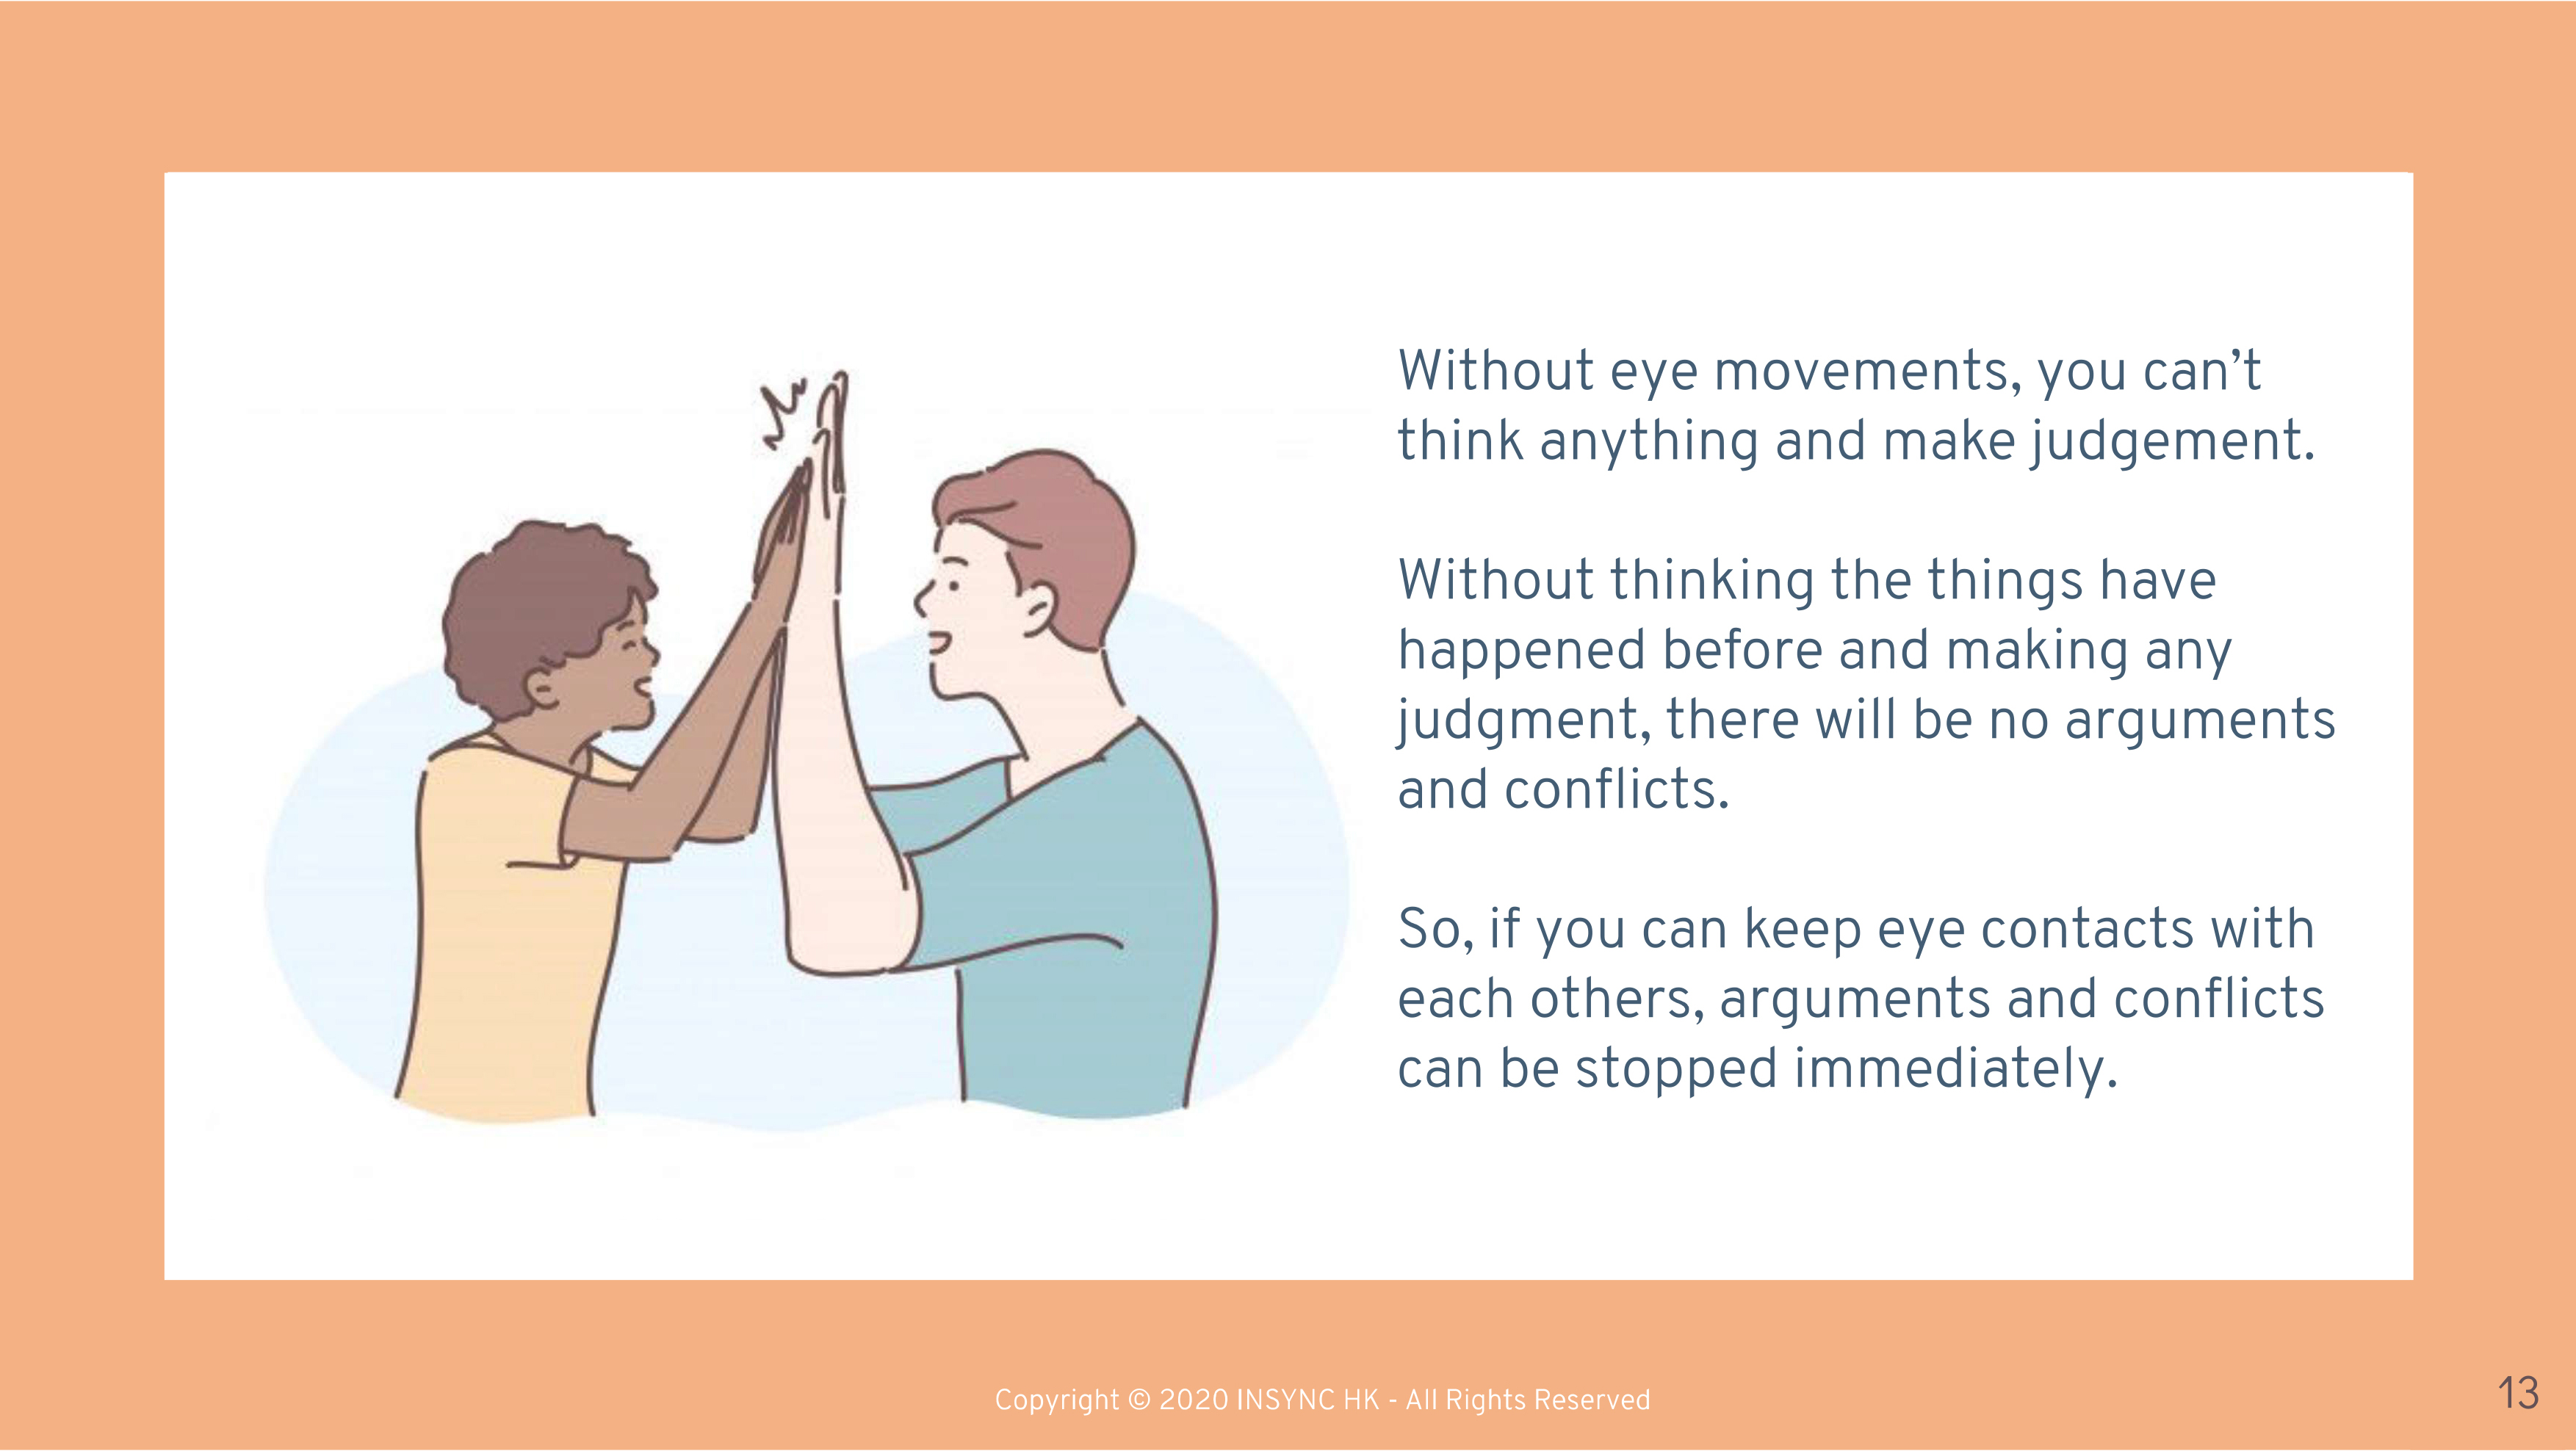 Without eye movements, you can’t
think anything and make judgement.
Without thinking the things have
happened before and making any
judgment, there will be no arguments
and conflicts.
So, if you can keep eye contacts with
each others, arguments and conflicts
can be stopped immediately.
Copyright © 2020 INSYNC HK - All Rights Reserved
13